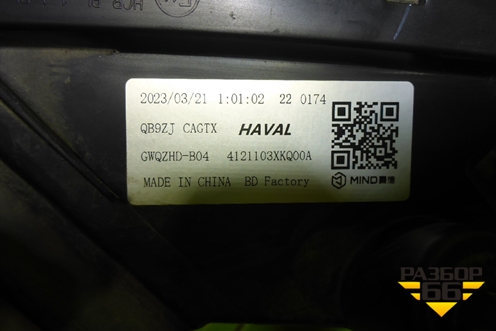 2023/03/21 1:01:02 22 0174
QB9ZJ CAGTX HAVAL
GWQZHD-B04 4121103XKQ00A
MADE IN CHINA BD Factory MIND
РАЗБОР
66